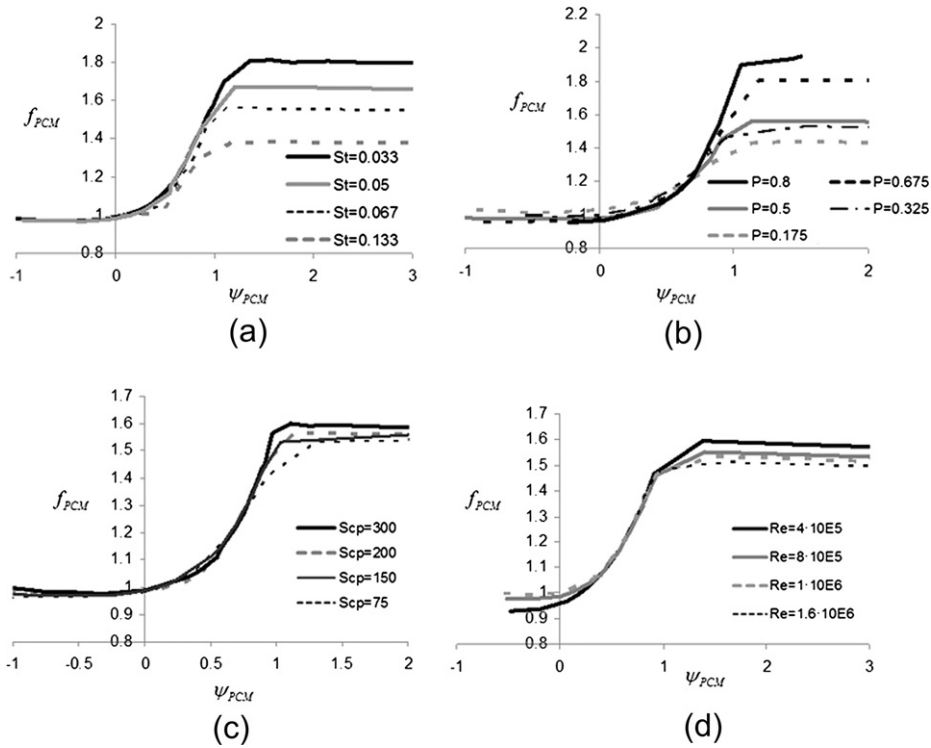 2
1.8
1.6
1.4
1.2
1
0.8
-1 0 1 2 3
f_PCM
ψ_PCM
St=0.033
St=0.05
St=0.067
St=0.133
(a)
2.2
2
1.8
1.6
1.4
1.2
1
0.8
-1 0 1 2
f_PCM
ψ_PCM
P=0.8 P=0.675
P=0.5 P=0.325
P=0.175
(b)
1.7
1.6
1.5
1.4
1.3
1.2
1.1
1
0.9
0.8
-1 -0.5 0 0.5 1 1.5 2
f_PCM
ψ_PCM
Scp=300
Scp=200
Scp=150
Scp=75
(c)
1.7
1.6
1.5
1.4
1.3
1.2
1.1
1
0.9
0.8
-1 0 1 2 3
f_PCM
ψ_PCM
Re=4·10E5
Re=8·10E5
Re=1·10E6
Re=1.6·10E6
(d)